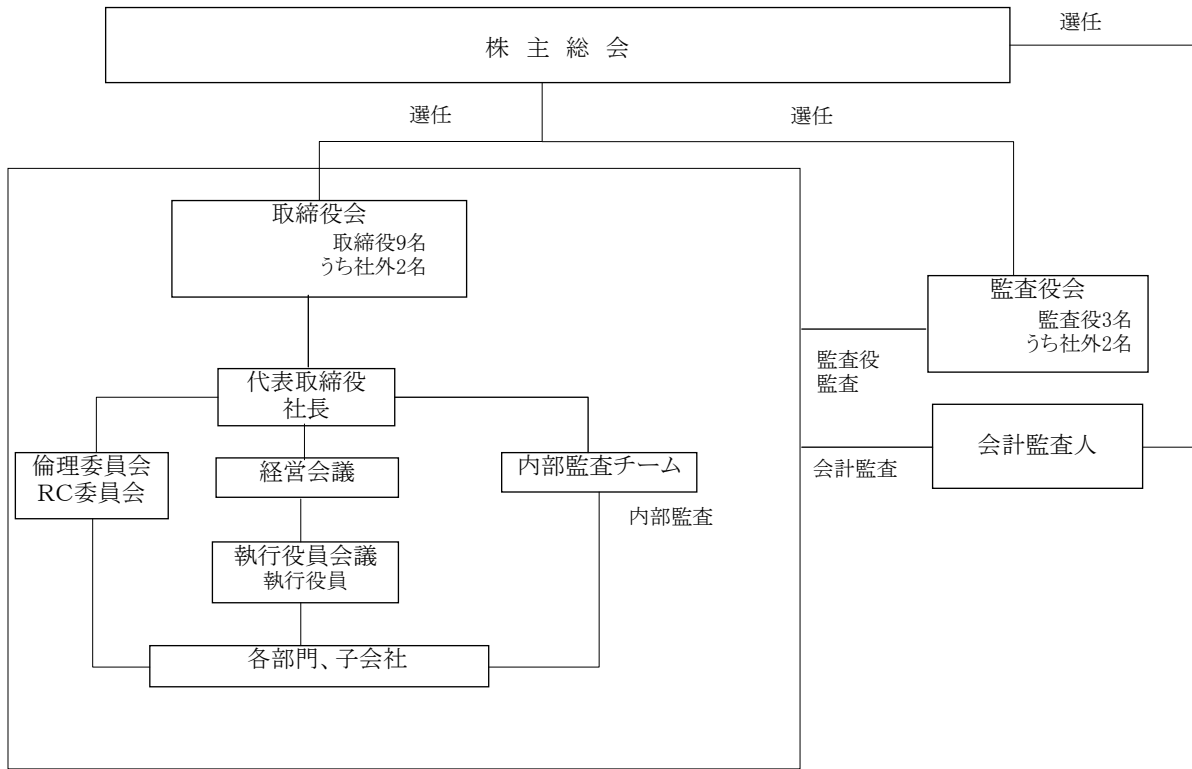 選任
株 主 総 会
選任
選任
取締役会
取締役9名
うち社外2名
監査役会
監査役3名
うち社外2名
監査役
監査
代表取締役
社長
会計監査人
会計監査
倫理委員会
RC委員会
経営会議
内部監査チーム
内部監査
執行役員会議
執行役員
各部門、子会社